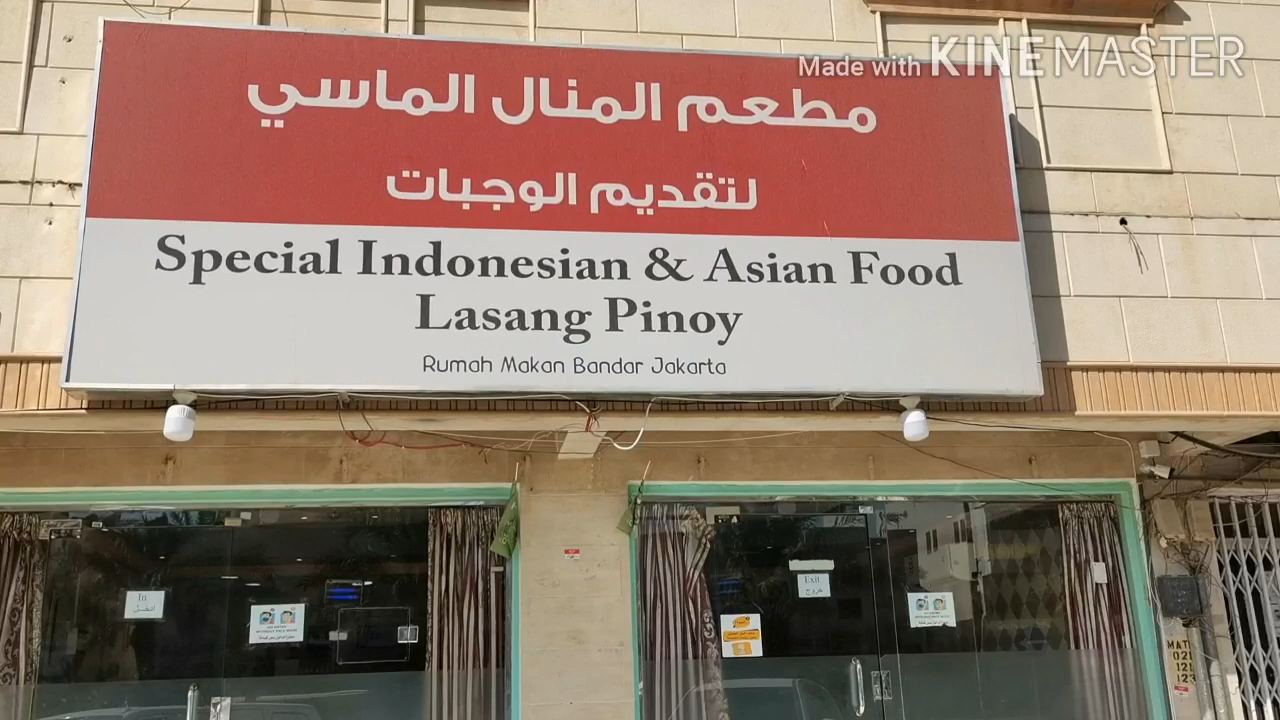 Made with KINEMASTER
مطعم المنال الماسي
لتقديم الوجبات
Special Indonesian & Asian Food
Lasang Pinoy
Rumah Makan Bandar Jakarta
In
Exit
خروج